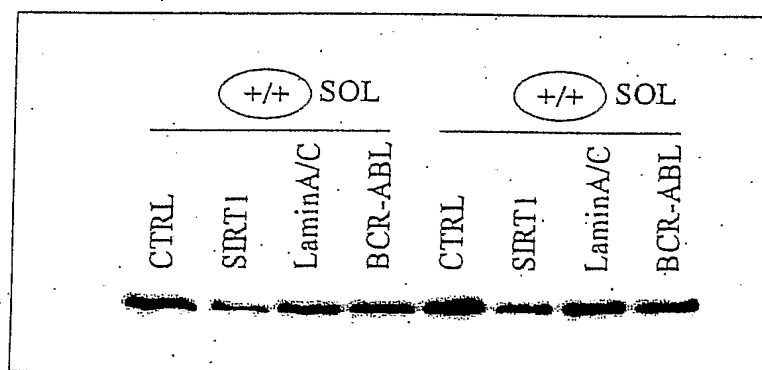 +/+ SOL +/+ SOL
CTRL SIRT1 LaminA/C BCR-ABL CTRL SIRT1 LaminA/C BCR-ABL